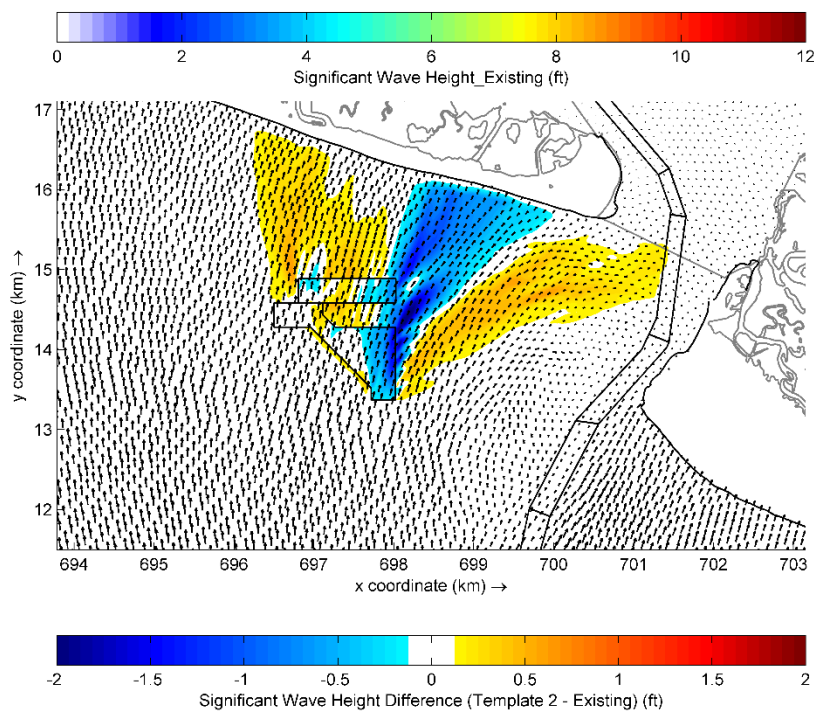 0 2 4 6 8 10 12
Significant Wave Height_Existing (ft)
17
16
15
14
13
12
y coordinate (km) →
694 695 696 697 698 699 700 701 702 703
x coordinate (km) →
-2 -1.5 -1 -0.5 0 0.5 1 1.5 2
Significant Wave Height Difference (Template 2 - Existing) (ft)